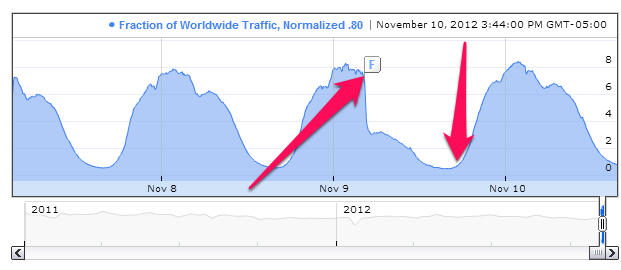 Fraction of Worldwide Traffic, Normalized .80 | November 10, 2012 3:44:00 PM GMT-05:00
8
F
6
4
2
0
Nov 8 Nov 9 Nov 10
2011 2012